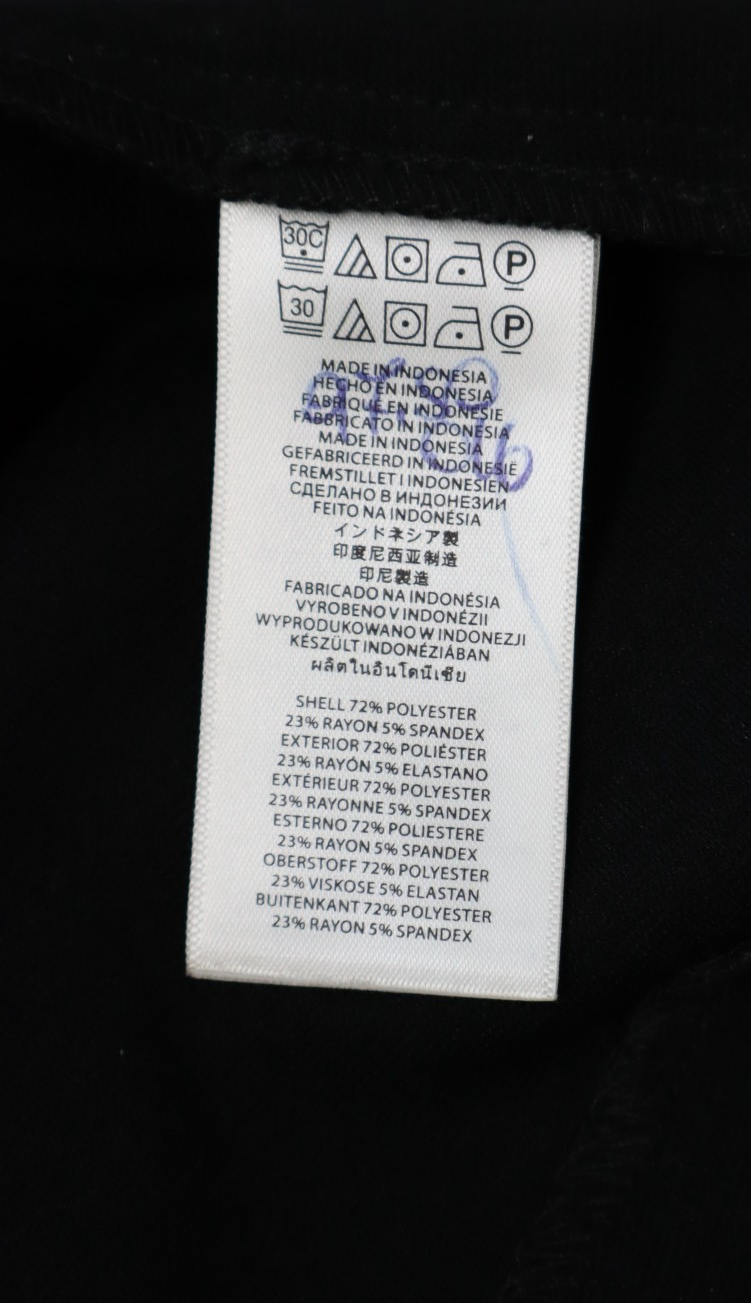 30C P
30 P
MADE IN INDONESIA
HECHO EN INDONESIA
FABRIQUÉ EN INDONÉSIE
FABBRICATO IN INDONESIA
MADE IN INDONESIA
GEFABRICEERD IN INDONESIË
FREMSTILLET I INDONESIEN
СДЕЛАНО В ИНДОНЕЗИИ
FEITO NA INDONÉSIA
インドネシア製
印度尼西亚制造
印尼製造
FABRICADO NA INDONÉSIA
VYROBENO V INDONÉZII
WYPRODUKOWANO W INDONEZJI
KÉSZÜLT INDONÉZIÁBAN
ผลิตในอินโดนีเซีย
SHELL 72% POLYESTER
23% RAYON 5% SPANDEX
EXTERIOR 72% POLIÉSTER
23% RAYÓN 5% ELASTANO
EXTÉRIEUR 72% POLYESTER
23% RAYONNE 5% SPANDEX
ESTERNO 72% POLIESTERE
23% RAYON 5% SPANDEX
OBERSTOFF 72% POLYESTER
23% VISKOSE 5% ELASTAN
BUITENKANT 72% POLYESTER
23% RAYON 5% SPANDEX